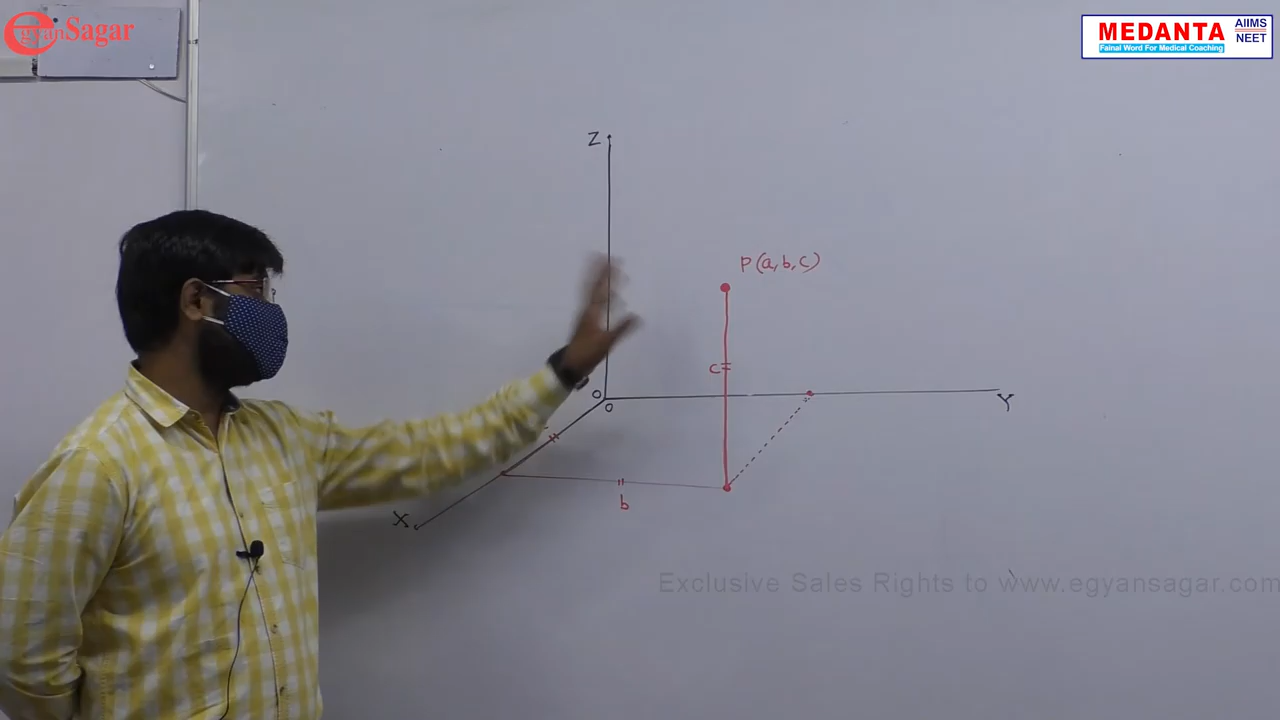 egyanSagar
MEDANTA AIIMS NEET
Fainal Word For Medical Coaching
Z
P(a,b,c)
c
O
O
Y
b
X
Exclusive Sales Rights to www.egyansagar.com